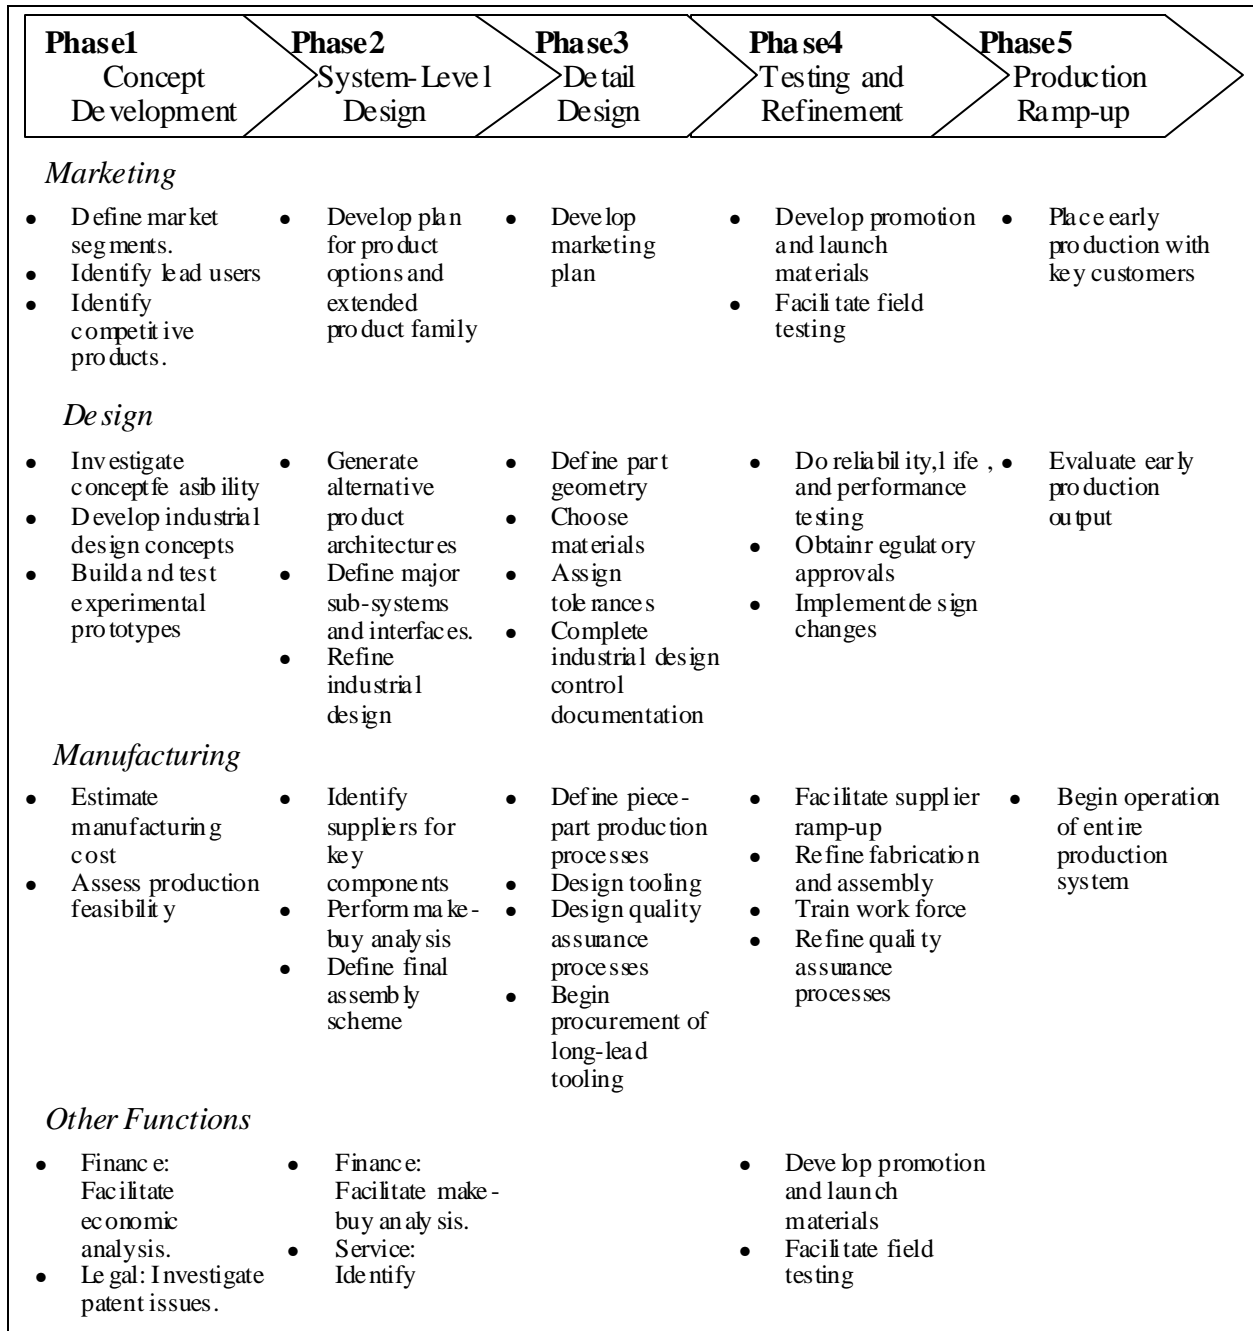 Phase1
Concept
Development
Phase2
System-Level
Design
Phase3
Detail
Design
Phase4
Testing and
Refinement
Phase5
Production
Ramp-up
Marketing
• Define market
segments.
• Identify lead users
• Identify
competitive
products.
• Develop plan
for product
options and
extended
product family
• Develop
marketing
plan
• Develop promotion
and launch
materials
• Facilitate field
testing
• Place early
production with
key customers
Design
• Investigate
concept feasibility
• Develop industrial
design concepts
• Build and test
experimental
prototypes
• Generate
alternative
product
architectures
• Define major
sub-systems
and interfaces.
• Refine
industrial
design
• Define part
geometry
• Choose
materials
• Assign
tolerances
• Complete
industrial design
control
documentation
• Do reliability, life,
and performance
testing
• Obtain regulatory
approvals
• Implement design
changes
• Evaluate early
production
output
Manufacturing
• Estimate
manufacturing
cost
• Assess production
feasibility
• Identify
suppliers for
key
components
• Perform make-
buy analysis
• Define final
assembly
scheme
• Define piece-
part production
processes
• Design tooling
• Design quality
assurance
processes
• Begin
procurement of
long-lead
tooling
• Facilitate supplier
ramp-up
• Refine fabrication
and assembly
• Train work force
• Refine quality
assurance
processes
• Begin operation
of entire
production
system
Other Functions
• Finance:
Facilitate
economic
analysis.
• Legal: Investigate
patent issues.
• Finance:
Facilitate make-
buy analysis.
• Service:
Identify
• Develop promotion
and launch
materials
• Facilitate field
testing